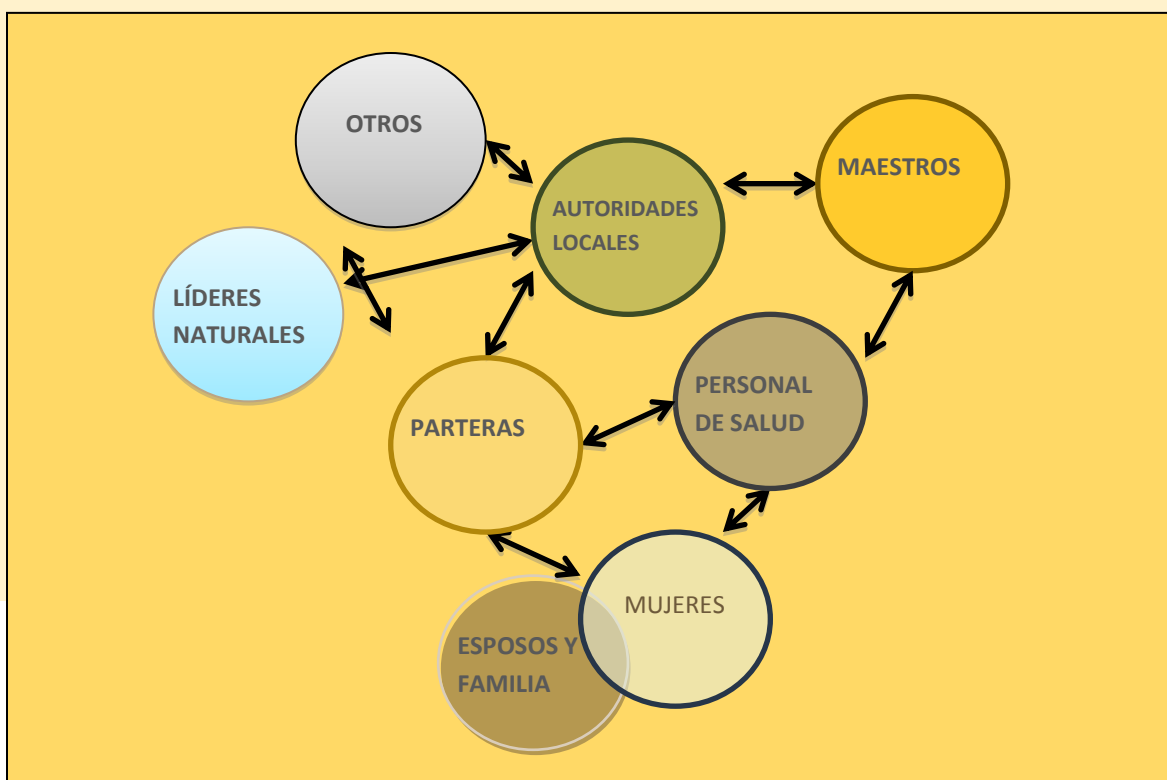 OTROS
MAESTROS
AUTORIDADES
LOCALES
LÍDERES
NATURALES
PERSONAL
DE SALUD
PARTERAS
MUJERES
ESPOSOS Y
FAMILIA